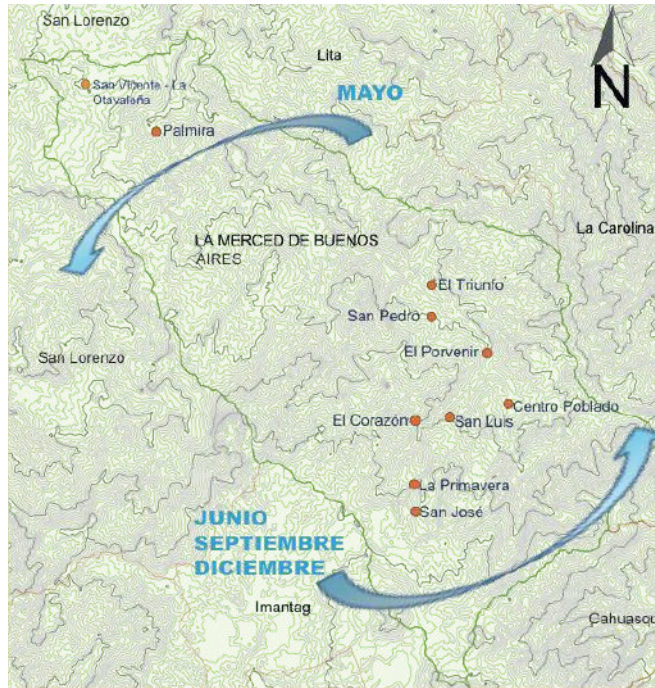 San Lorenzo
Lita
N
San Vicente - La
Otavaleña
MAYO
Palmira
La Carolina
LA MERCED DE BUENOS
AIRES
El Triunfo
San Pedro
El Porvenir
San Lorenzo
Centro Poblado
El Corazón
San Luis
La Primavera
San José
JUNIO
SEPTIEMBRE
DICIEMBRE
Imantag
Cahuasqu